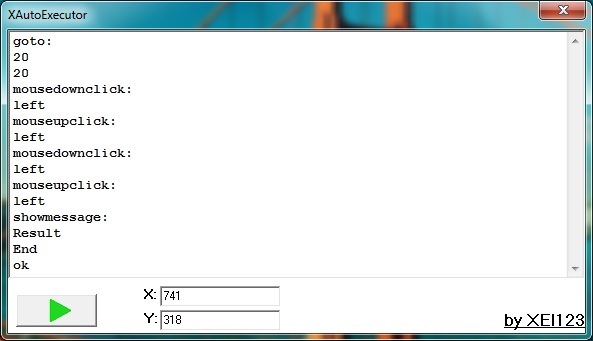 XAutoExecutor
goto:
20
20
mousedownclick:
left
mouseupclick:
left
mousedownclick:
left
mouseupclick:
left
showmessage:
Result
End
ok
X: 741
Y: 318
by XEI123